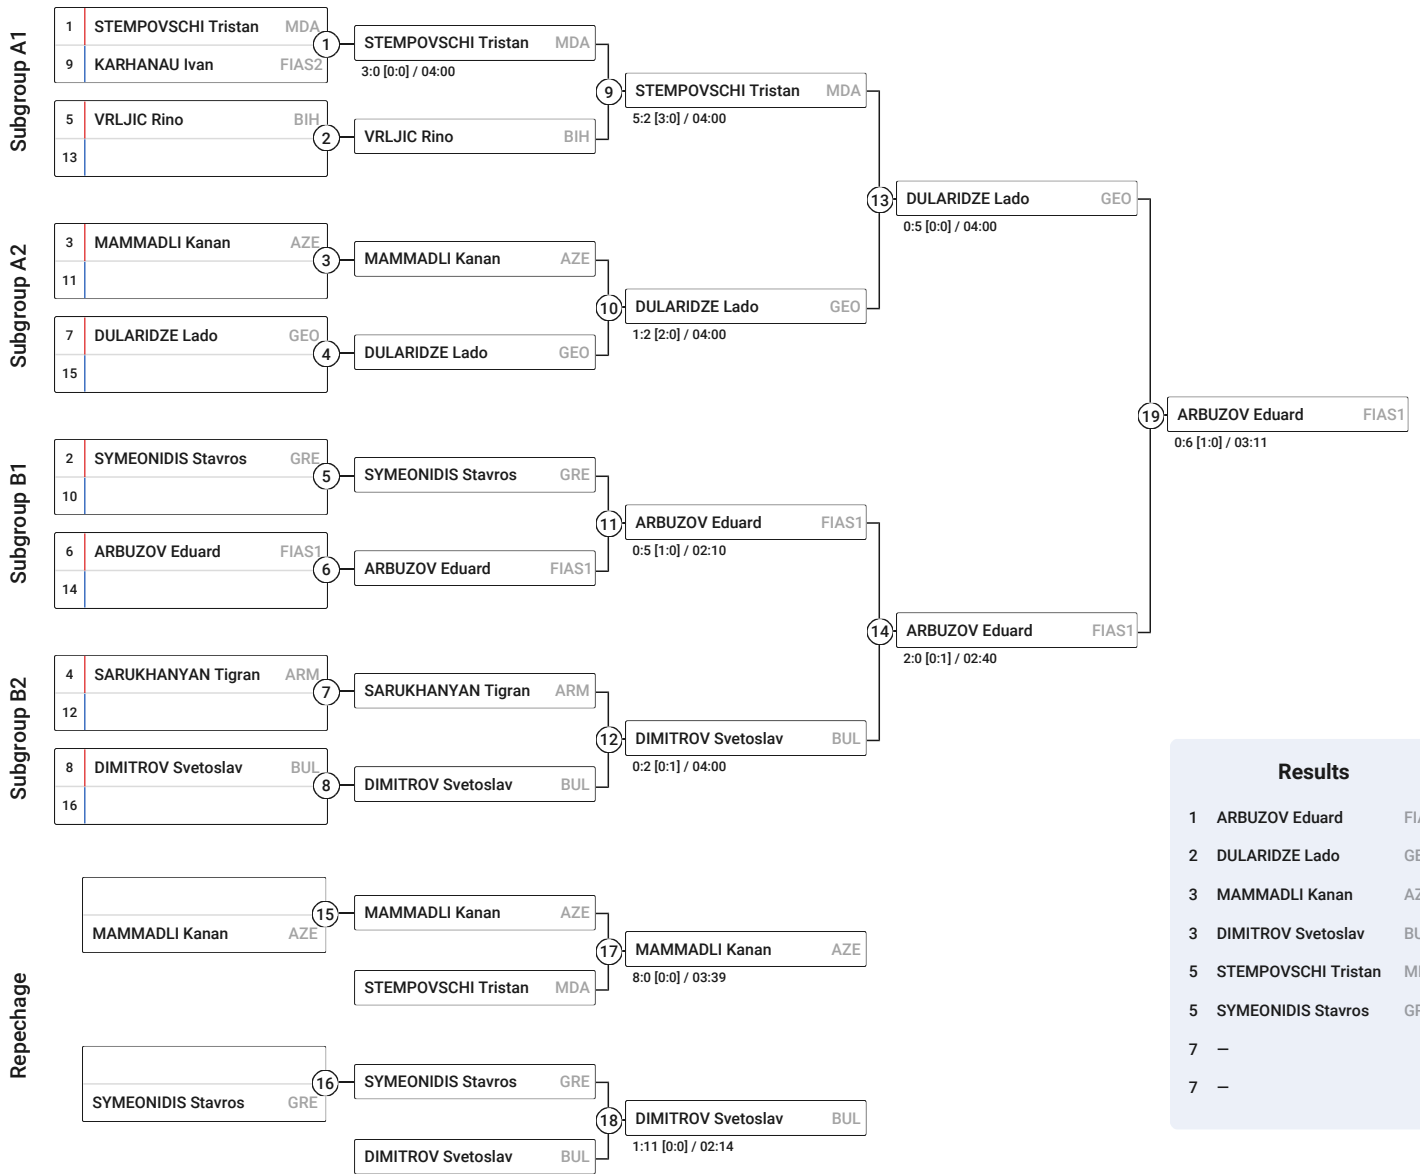 Subgroup A1
1 STEMPOVSCHI Tristan MDA
9 KARHANAU Ivan FIAS2
1
5 VRLJIC Rino BIH
13
2
STEMPOVSCHI Tristan MDA
3:0 [0:0] / 04:00
VRLJIC Rino BIH
9
STEMPOVSCHI Tristan MDA
5:2 [3:0] / 04:00
Subgroup A2
3 MAMMADLI Kanan AZE
11
3
7 DULARIDZE Lado GEO
15
4
MAMMADLI Kanan AZE
DULARIDZE Lado GEO
10
DULARIDZE Lado GEO
1:2 [2:0] / 04:00
13
DULARIDZE Lado GEO
0:5 [0:0] / 04:00
Subgroup B1
2 SYMEONIDIS Stavros GRE
10
5
6 ARBUZOV Eduard FIAS1
14
6
SYMEONIDIS Stavros GRE
ARBUZOV Eduard FIAS1
11
ARBUZOV Eduard FIAS1
0:5 [1:0] / 02:10
Subgroup B2
4 SARUKHANYAN Tigran ARM
12
7
8 DIMITROV Svetoslav BUL
16
8
SARUKHANYAN Tigran ARM
DIMITROV Svetoslav BUL
12
DIMITROV Svetoslav BUL
0:2 [0:1] / 04:00
14
ARBUZOV Eduard FIAS1
2:0 [0:1] / 02:40
19
ARBUZOV Eduard FIAS1
0:6 [1:0] / 03:11
Repechage
MAMMADLI Kanan AZE
15
MAMMADLI Kanan AZE
STEMPOVSCHI Tristan MDA
17
MAMMADLI Kanan AZE
8:0 [0:0] / 03:39
SYMEONIDIS Stavros GRE
16
SYMEONIDIS Stavros GRE
DIMITROV Svetoslav BUL
18
DIMITROV Svetoslav BUL
1:11 [0:0] / 02:14
Results
1 ARBUZOV Eduard
2 DULARIDZE Lado
3 MAMMADLI Kanan
3 DIMITROV Svetoslav
5 STEMPOVSCHI Tristan
5 SYMEONIDIS Stavros
7 –
7 –